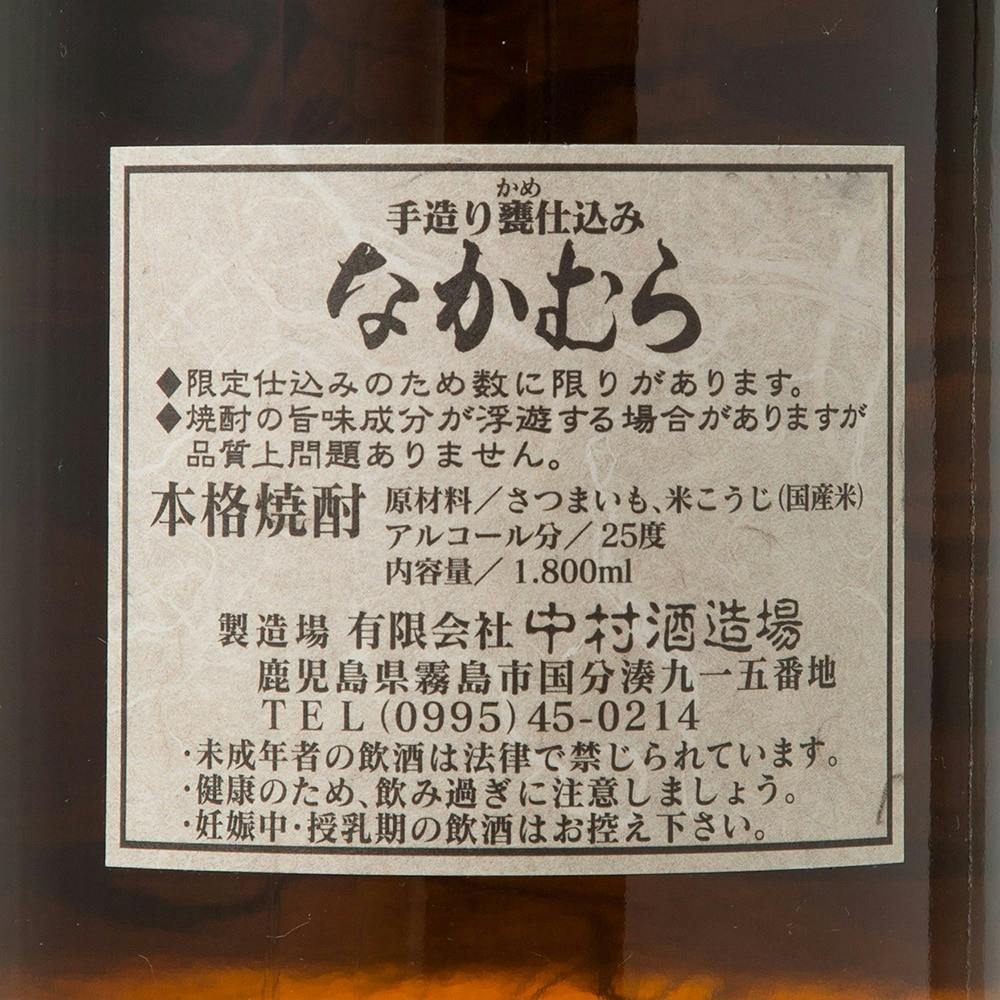 かめ
手造り甕仕込み
なかむら
◆限定仕込みのため数に限りがあります。
◆焼酎の旨味成分が浮遊する場合がありますが
品質上問題ありません。
本格焼酎 原材料／さつまいも、米こうじ(国産米)
アルコール分／25度
内容量／1.800ml
製造場 有限会社 中村酒造場
鹿児島県霧島市国分湊九一五番地
TEL(0995)45-0214
・未成年者の飲酒は法律で禁じられています。
・健康のため、飲み過ぎに注意しましょう。
・妊娠中・授乳期の飲酒はお控え下さい。